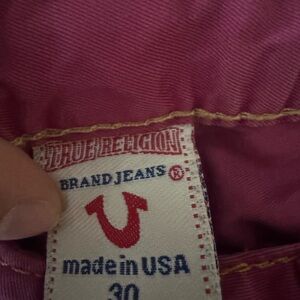 TRUE RELIGION
BRAND JEANS ®
made in USA
30